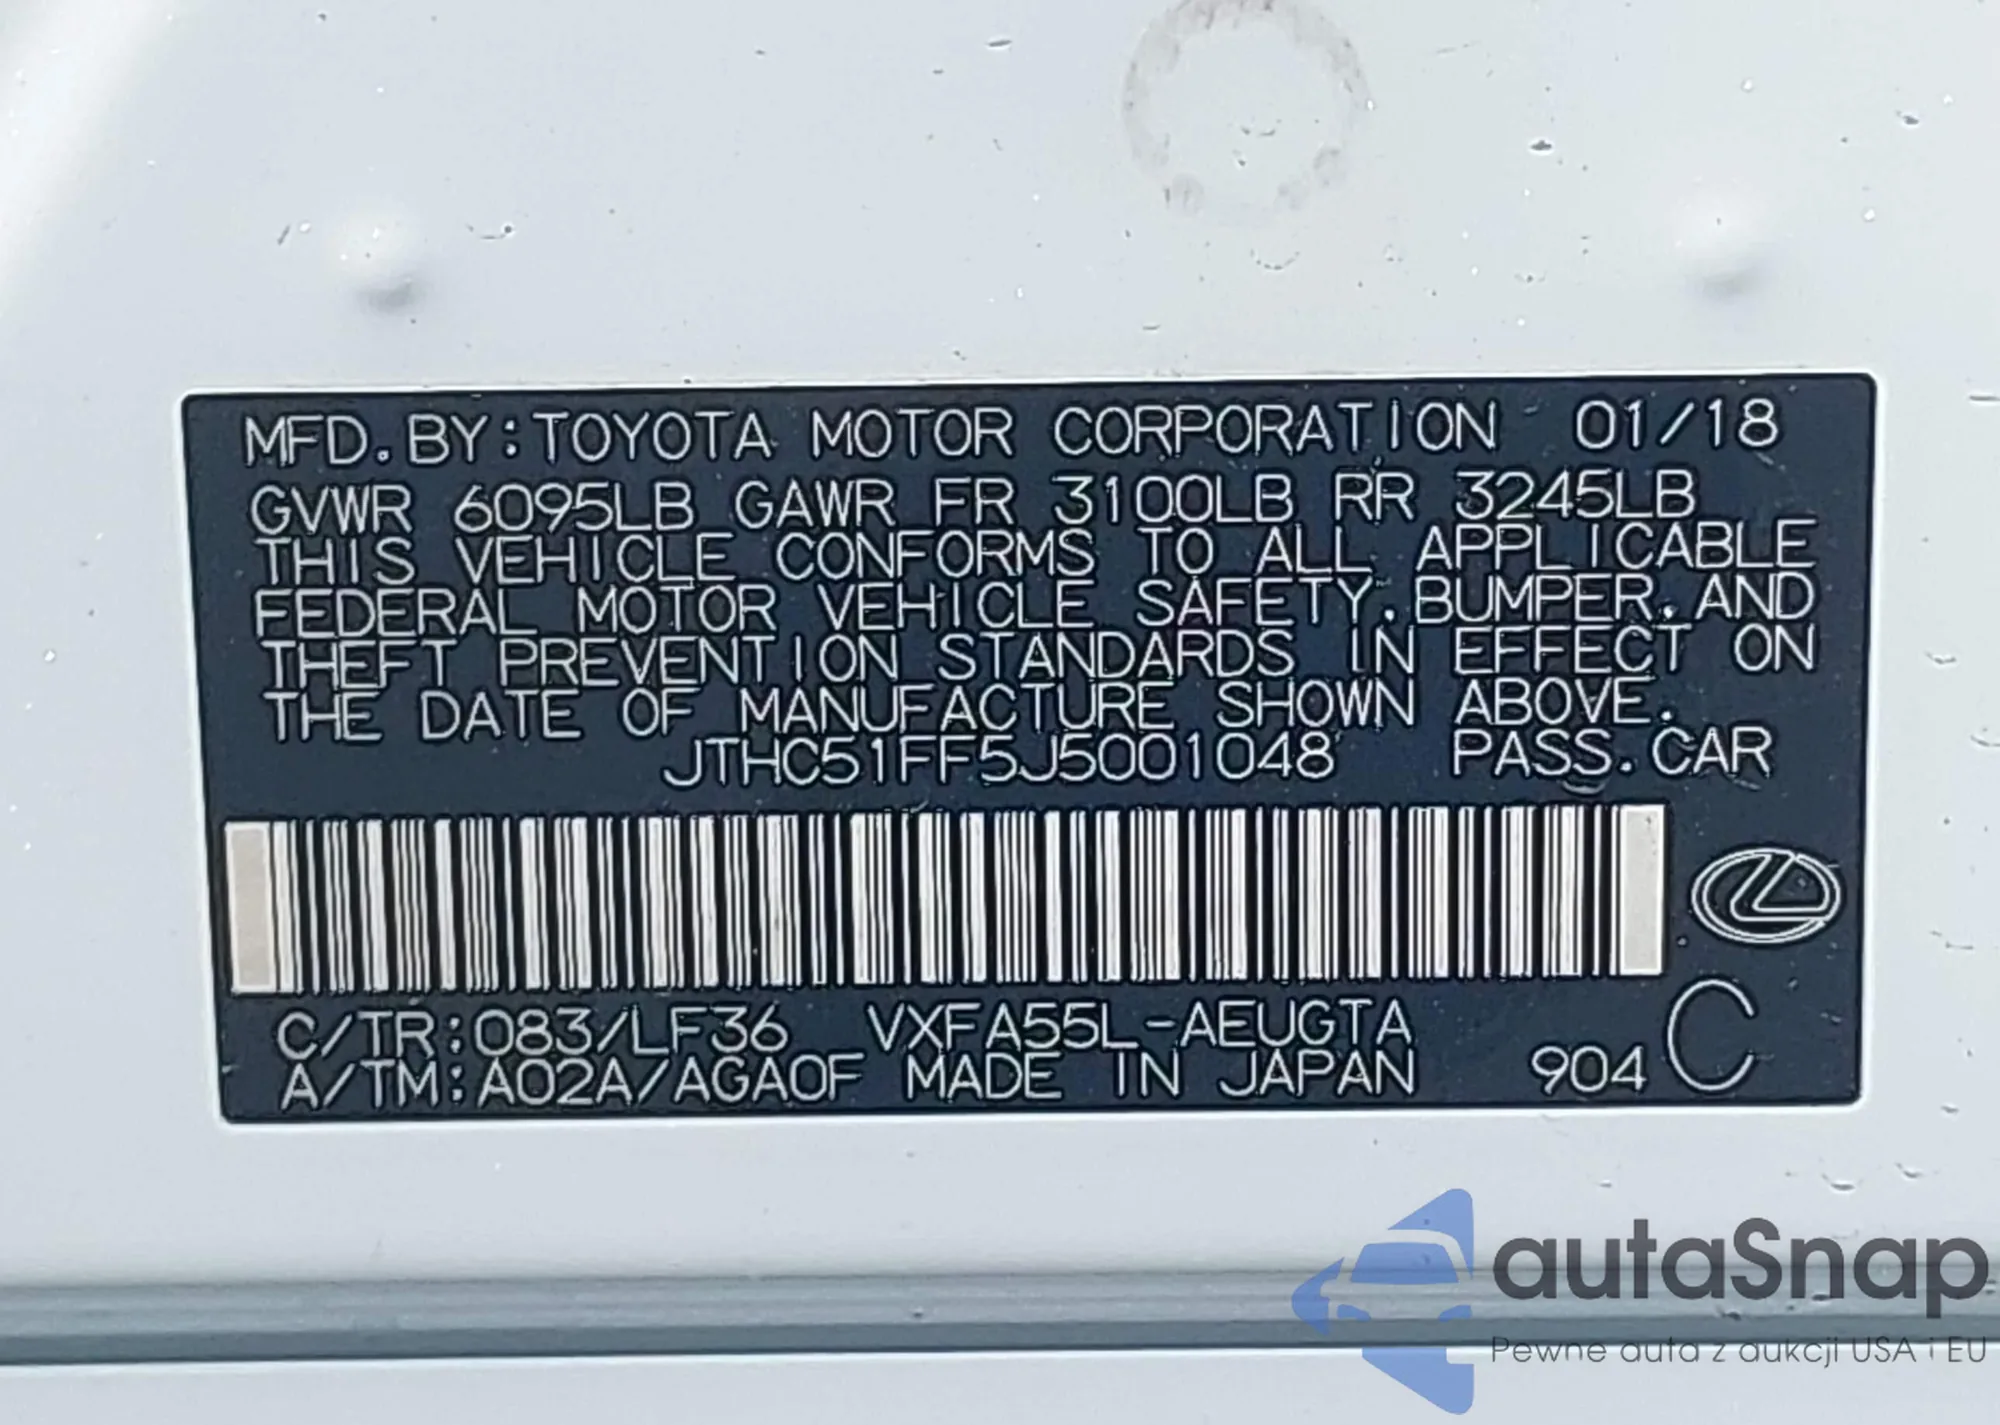 MFD. BY: TOYOTA MOTOR CORPORATION 01/18
GVWR 6095LB GAWR FR 3100LB RR 3245LB
THIS VEHICLE CONFORMS TO ALL APPLICABLE
FEDERAL MOTOR VEHICLE SAFETY, BUMPER, AND
THEFT PREVENTION STANDARDS IN EFFECT ON
THE DATE OF MANUFACTURE SHOWN ABOVE.
JTHC51FF5J5001048 PASS. CAR
C/TR: 083/LF36 VXFA55L-AEUGTA
A/TM: A02A/AGA0F MADE IN JAPAN 904 C
autaSnap
Pewne auta z aukcji USA i EU